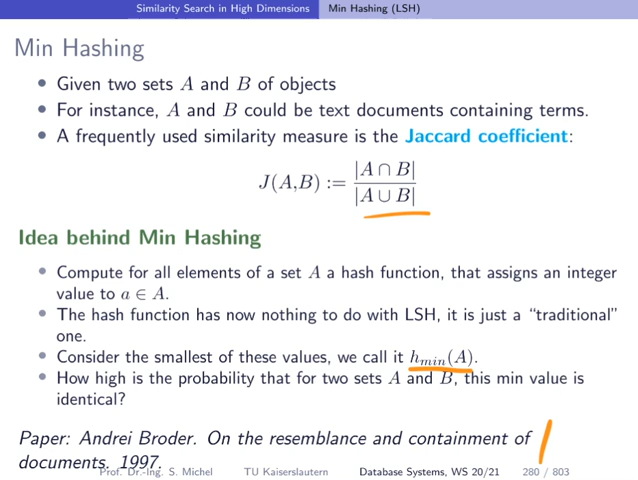 Similarity Search in High Dimensions Min Hashing (LSH)
Min Hashing
• Given two sets A and B of objects
• For instance, A and B could be text documents containing terms.
• A frequently used similarity measure is the Jaccard coefficient:
J(A,B) := |A ∩ B| / |A ∪ B|
Idea behind Min Hashing
• Compute for all elements of a set A a hash function, that assigns an integer
value to a ∈ A.
• The hash function has now nothing to do with LSH, it is just a “traditional”
one.
• Consider the smallest of these values, we call it h_min(A).
• How high is the probability that for two sets A and B, this min value is
identical?
Paper: Andrei Broder. On the resemblance and containment of
documents. 1997.
Prof. Dr.-Ing. S. Michel TU Kaiserslautern Database Systems, WS 20/21 280 / 803